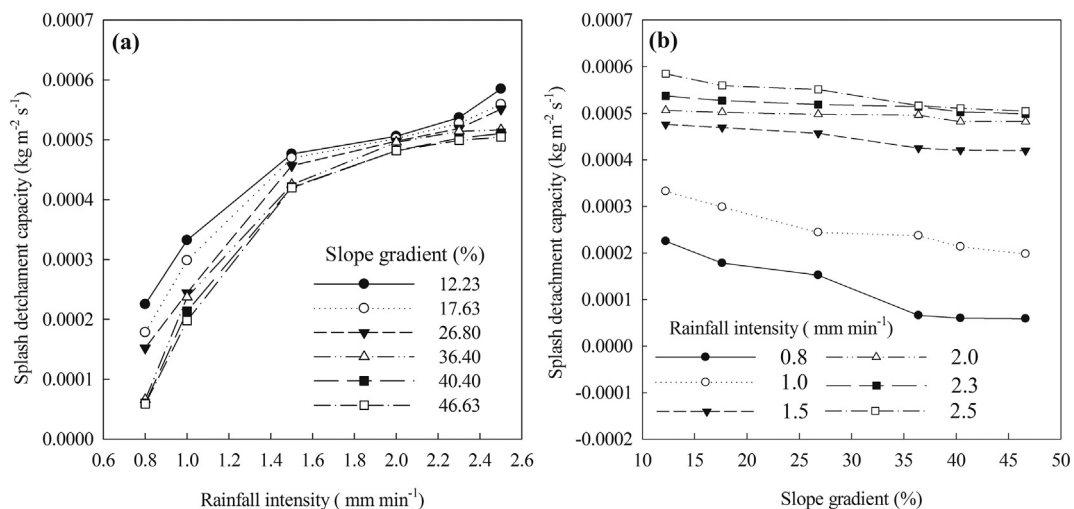 (a)
Splash detchament capacity (kg m-2 s-1)
0.0007
0.0006
0.0005
0.0004
0.0003
0.0002
0.0001
0.0000
Slope gradient (%)
12.23
17.63
26.80
36.40
40.40
46.63
0.6 0.8 1.0 1.2 1.4 1.6 1.8 2.0 2.2 2.4 2.6
Rainfall intensity ( mm min-1)
(b)
Splash detachment capacity (kg m-2 s-1)
0.0007
0.0006
0.0005
0.0004
0.0003
0.0002
0.0001
0.0000
-0.0001
-0.0002
Rainfall intensity ( mm min-1)
0.8 2.0
1.0 2.3
1.5 2.5
10 15 20 25 30 35 40 45 50
Slope gradient (%)